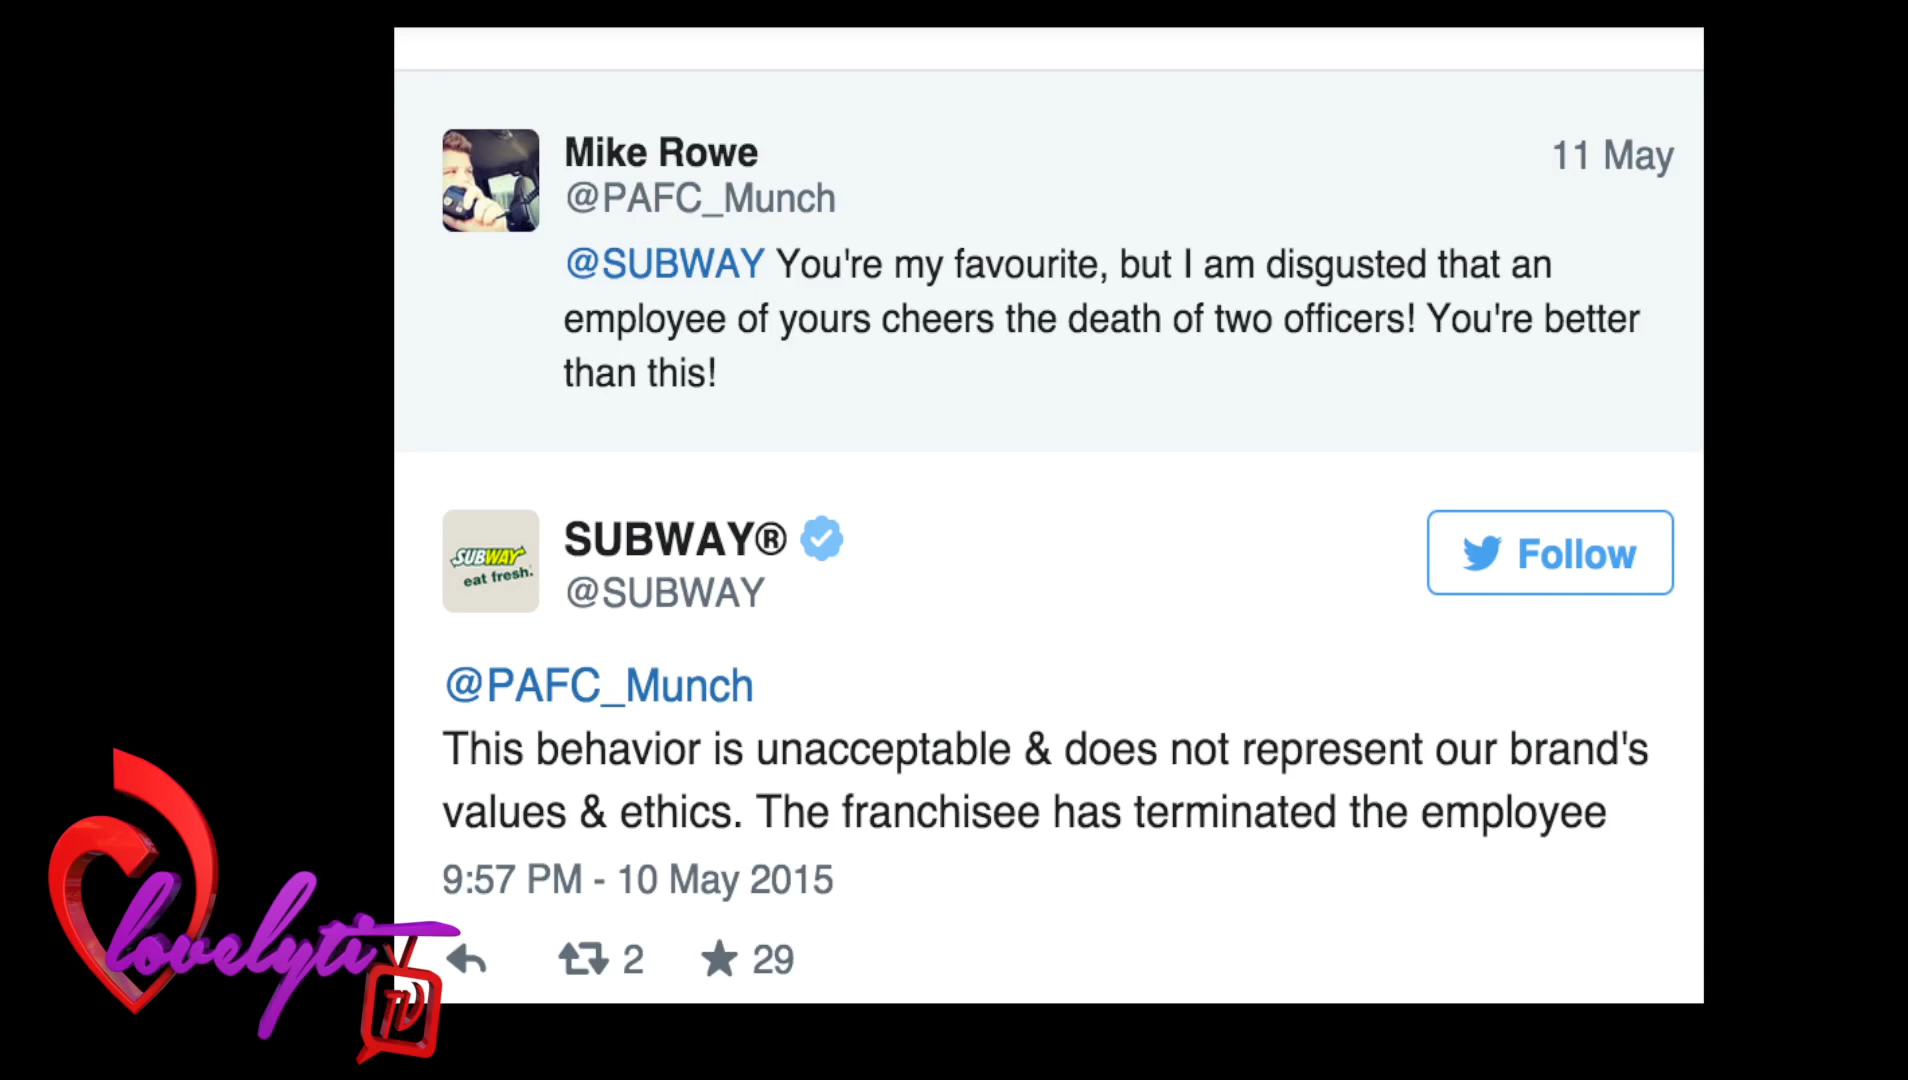 Mike Rowe
11 May
@PAFC_Munch
@SUBWAY You're my favourite, but I am disgusted that an
employee of yours cheers the death of two officers! You're better
than this!
SUBWAY®
SUBWAY
eat fresh.
Follow
@SUBWAY
@PAFC_Munch
This behavior is unacceptable & does not represent our brand's
values & ethics. The franchisee has terminated the employee
9:57 PM - 10 May 2015
2
29
lovelyti
TV